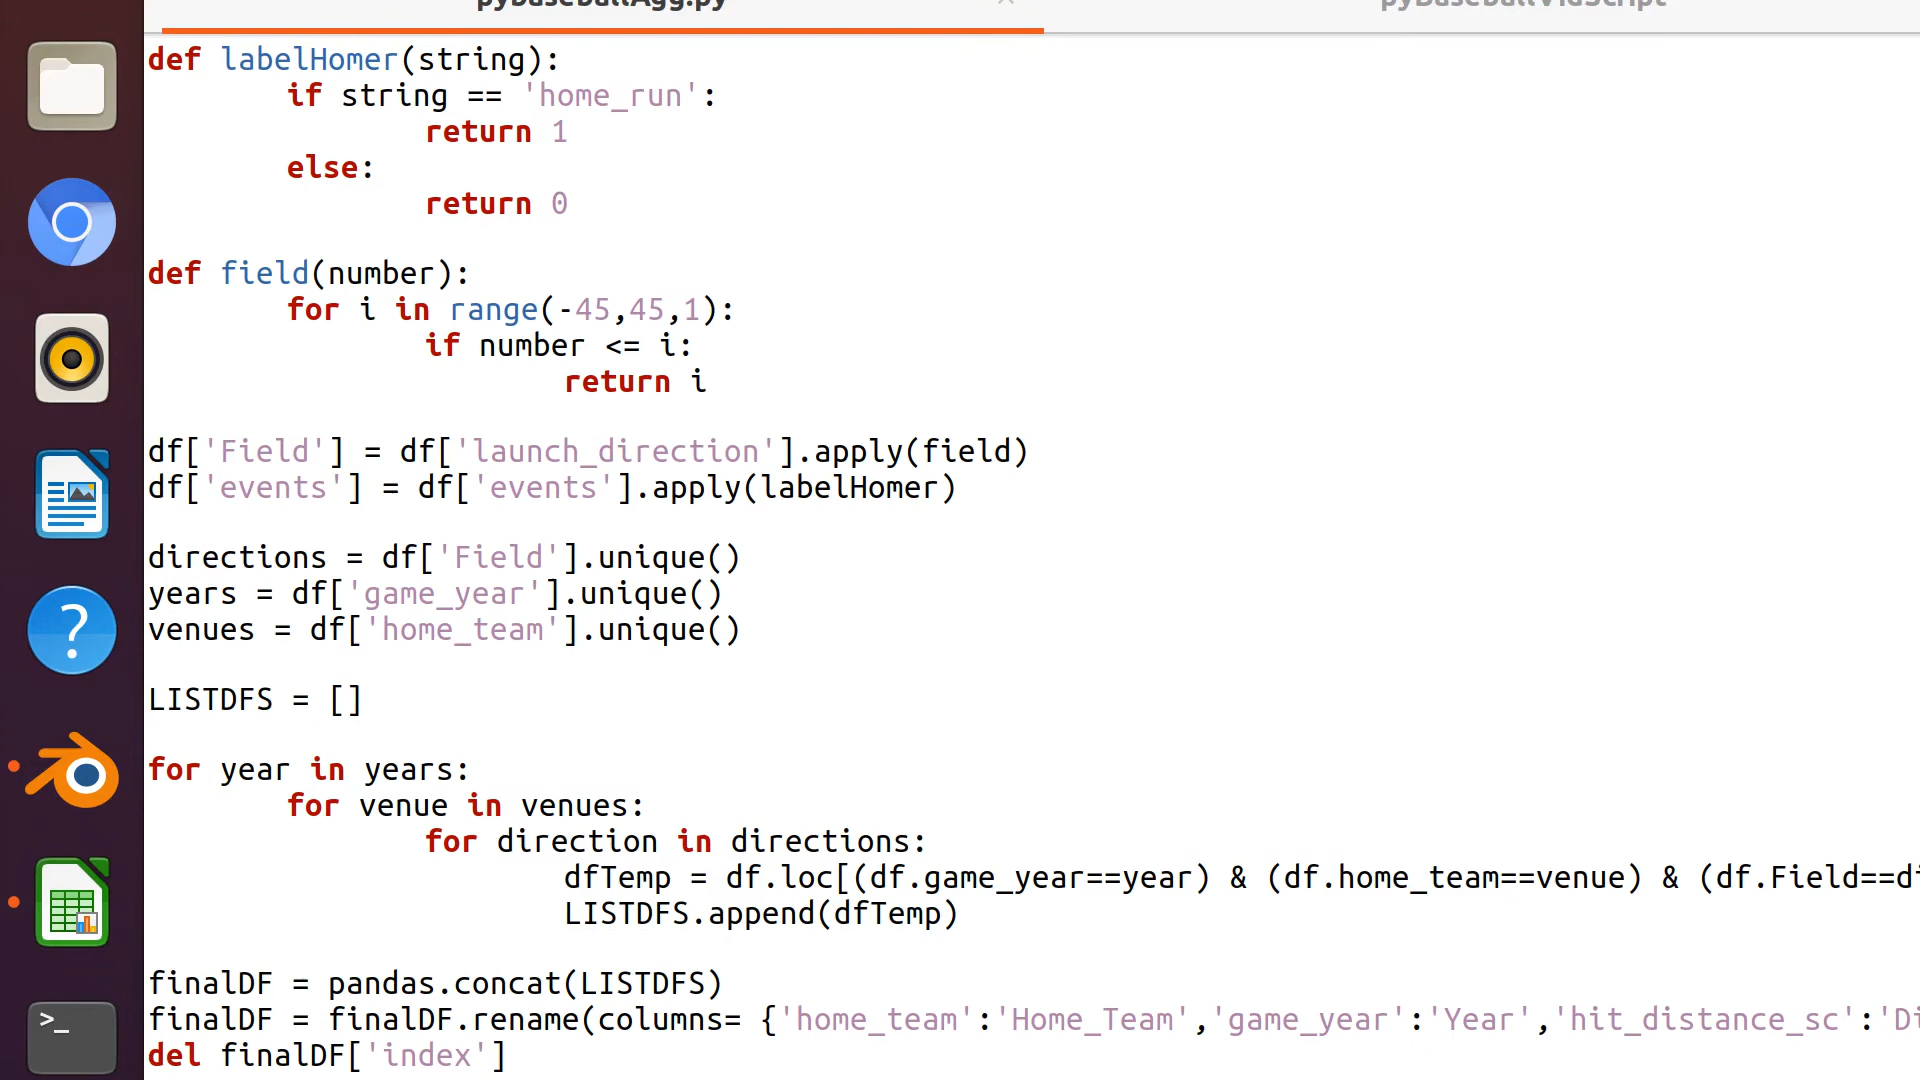 pybaseballAgg.py
pyBaseballVidScript
def labelHomer(string):
if string == 'home_run':
return 1
else:
return 0
def field(number):
for i in range(-45,45,1):
if number <= i:
return i
df['Field'] = df['launch_direction'].apply(field)
df['events'] = df['events'].apply(labelHomer)
directions = df['Field'].unique()
years = df['game_year'].unique()
venues = df['home_team'].unique()
LISTDFS = []
for year in years:
for venue in venues:
for direction in directions:
dfTemp = df.loc[(df.game_year==year) & (df.home_team==venue) & (df.Field==di
LISTDFS.append(dfTemp)
finalDF = pandas.concat(LISTDFS)
finalDF = finalDF.rename(columns= {'home_team':'Home_Team','game_year':'Year','hit_distance_sc':'Di
del finalDF['index']
>_